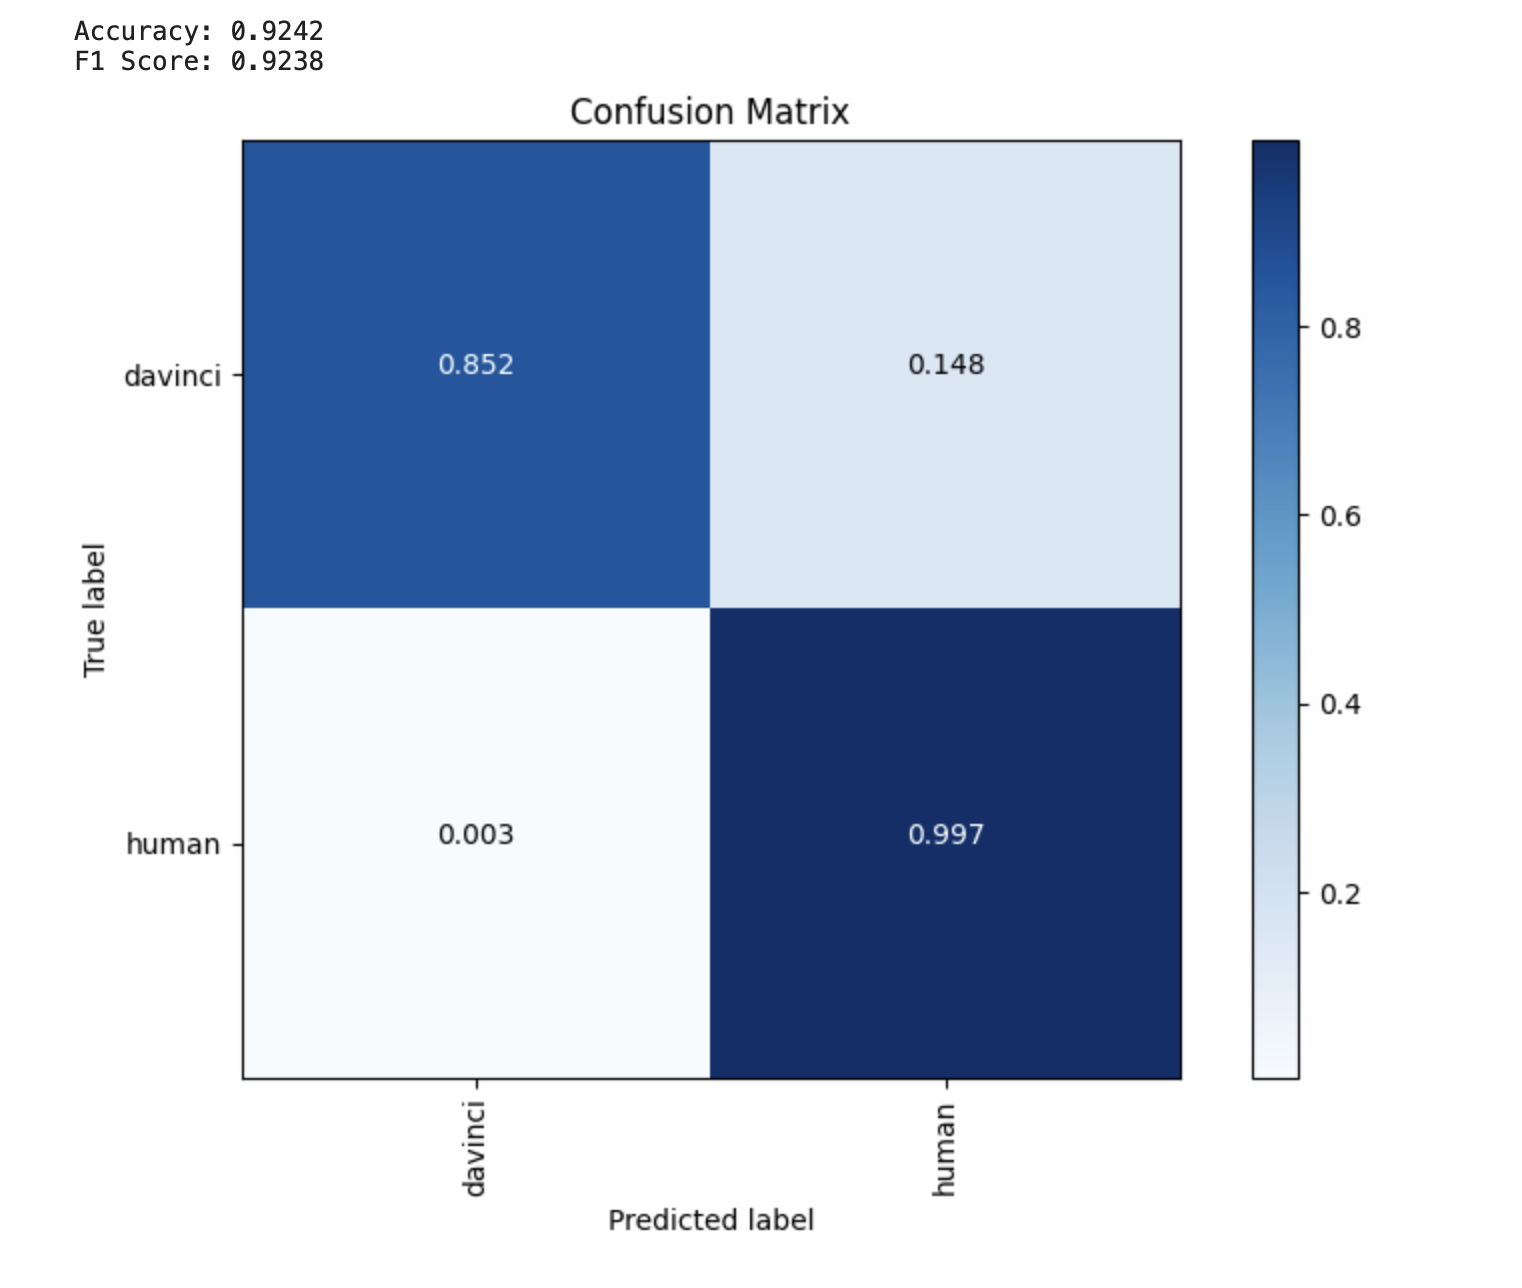 Accuracy: 0.9242
F1 Score: 0.9238
Confusion Matrix
davinci
0.852
0.148
0.8
0.6
True label
0.4
human
0.003
0.997
0.2
davinci
human
Predicted label